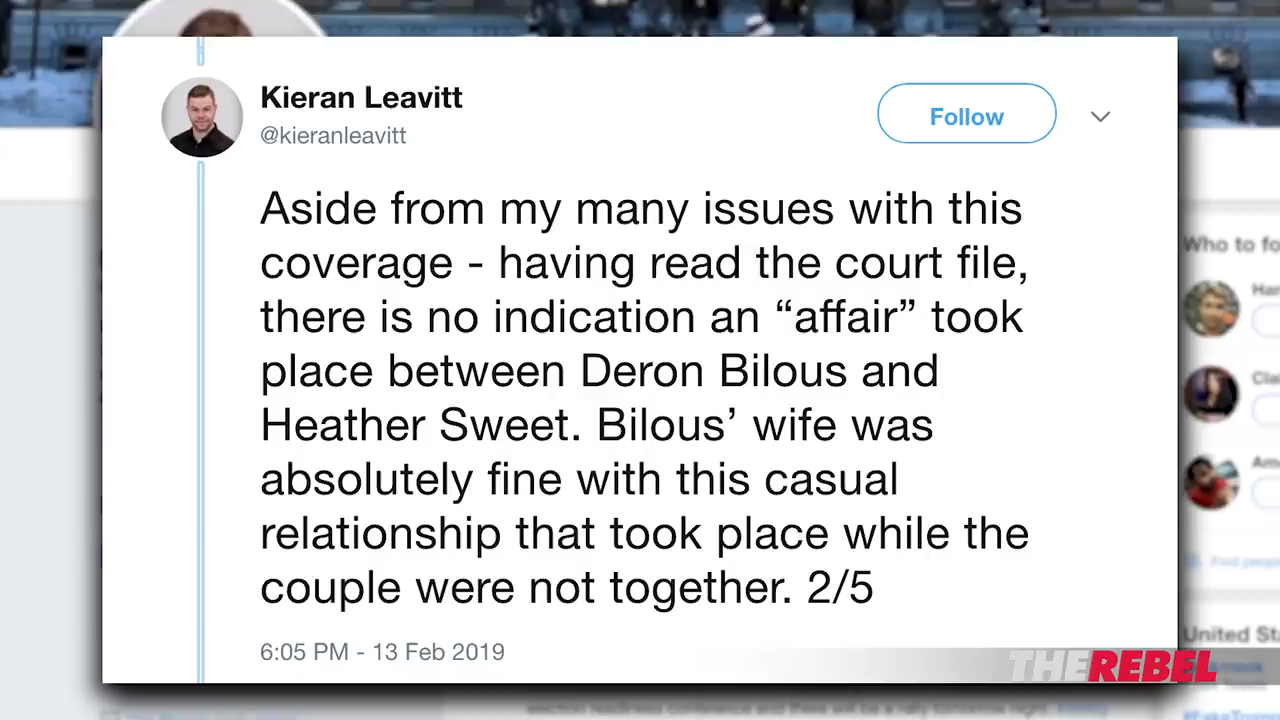 Kieran Leavitt
@kieranleavitt
Follow
Aside from my many issues with this
coverage - having read the court file,
there is no indication an “affair” took
place between Deron Bilous and
Heather Sweet. Bilous’ wife was
absolutely fine with this casual
relationship that took place while the
couple were not together. 2/5
6:05 PM - 13 Feb 2019
Who to fo
United St
THE REBEL